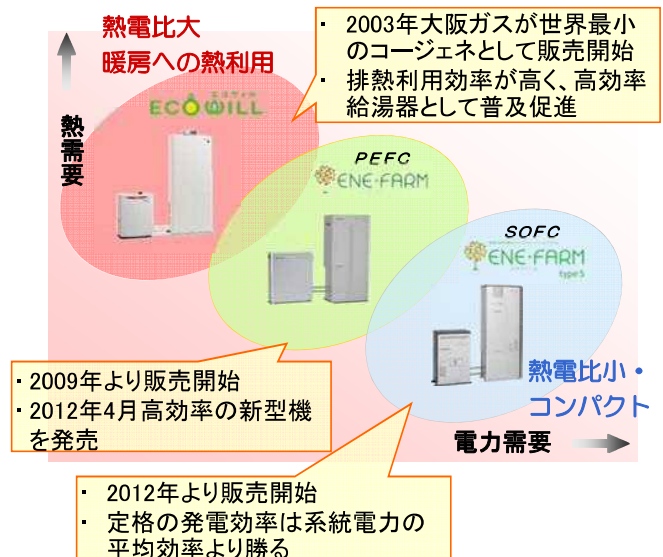 熱電比大
暖房への熱利用
・ 2003年大阪ガスが世界最小
のコージェネとして販売開始
・ 排熱利用効率が高く、高効率
給湯器として普及促進
熱需要
エコウィル
ECOWILL
PEFC
ENE・FARM
SOFC
ENE・FARM
type S
・2009年より販売開始
・2012年4月高効率の新型機
を発売
熱電比小・
コンパクト
電力需要
・ 2012年より販売開始
・ 定格の発電効率は系統電力の
平均効率より勝る